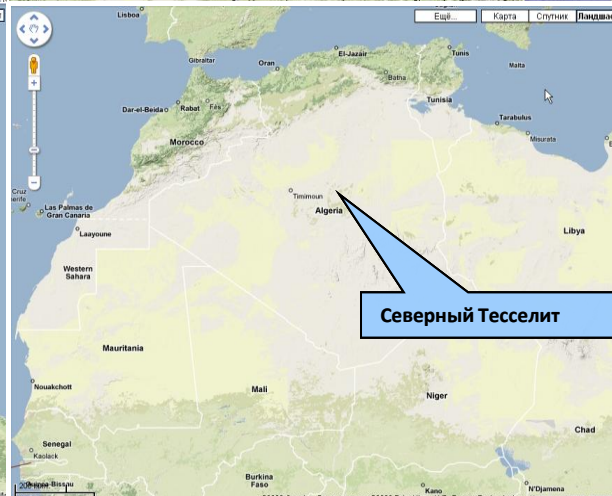 Lisboa
Ещё... Карта Спутник
Gibraltar
Oran
El-Jazair
Tunis
Batna
Malta
Dar-el-Beida
Rabat
Fès
Tunisia
Tarabulus
Misurata
Morocco
Las Palmas de
Gran Canaria
Timimoun
Algeria
Libya
Laayoune
Western
Sahara
Северный Тесселит
Mauritania
Nouakchott
Mali
Niger
Chad
Senegal
Kaolack
Burkina
Faso
Kano
N'Djamena